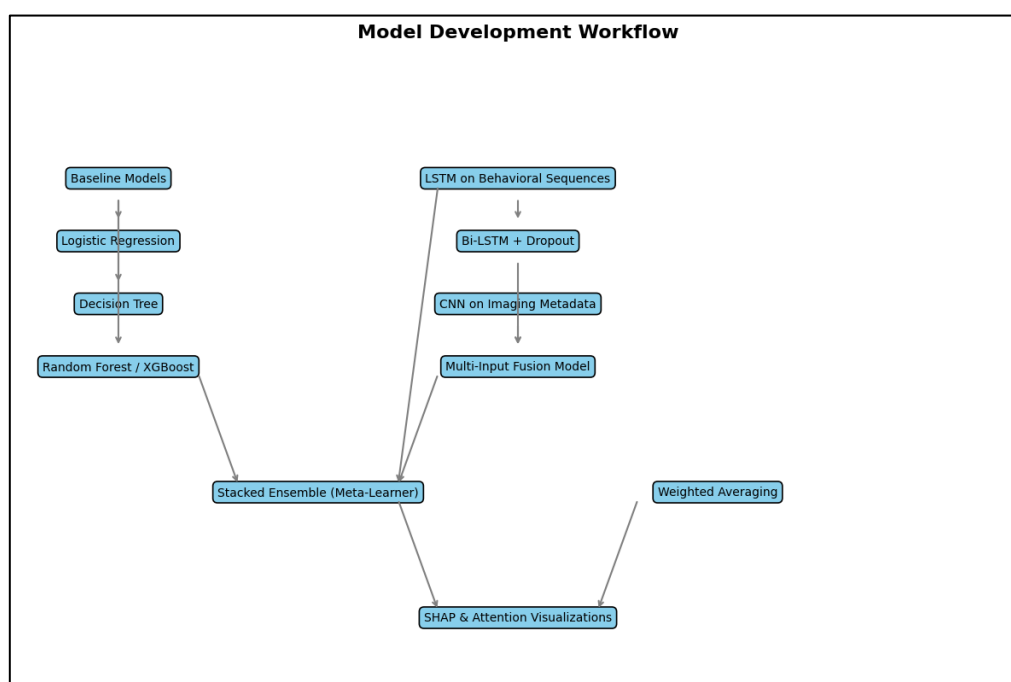 Model Development Workflow
Baseline Models
LSTM on Behavioral Sequences
Logistic Regression
Bi-LSTM + Dropout
Decision Tree
CNN on Imaging Metadata
Random Forest / XGBoost
Multi-Input Fusion Model
Stacked Ensemble (Meta-Learner)
Weighted Averaging
SHAP & Attention Visualizations